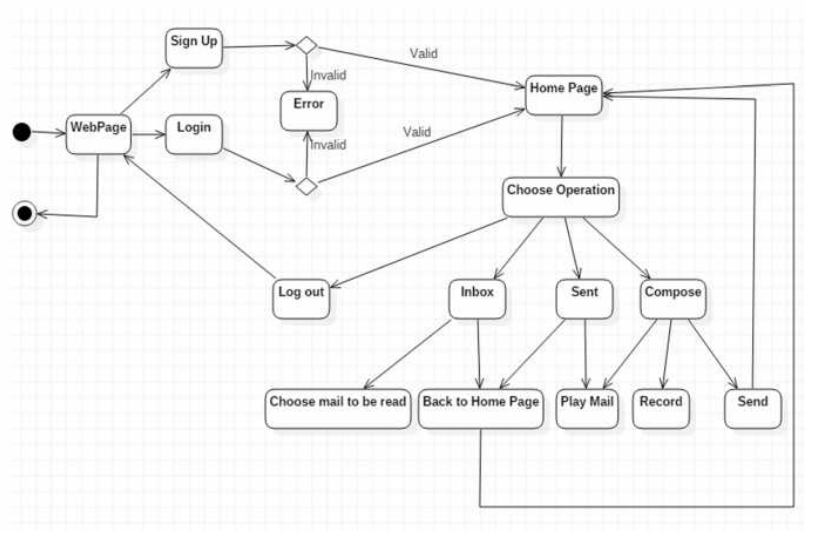 Sign Up
Valid
Invalid
Home Page
Error
WebPage
Login
Valid
Invalid
Choose Operation
Log out
Inbox
Sent
Compose
Choose mail to be read
Back to Home Page
Play Mail
Record
Send